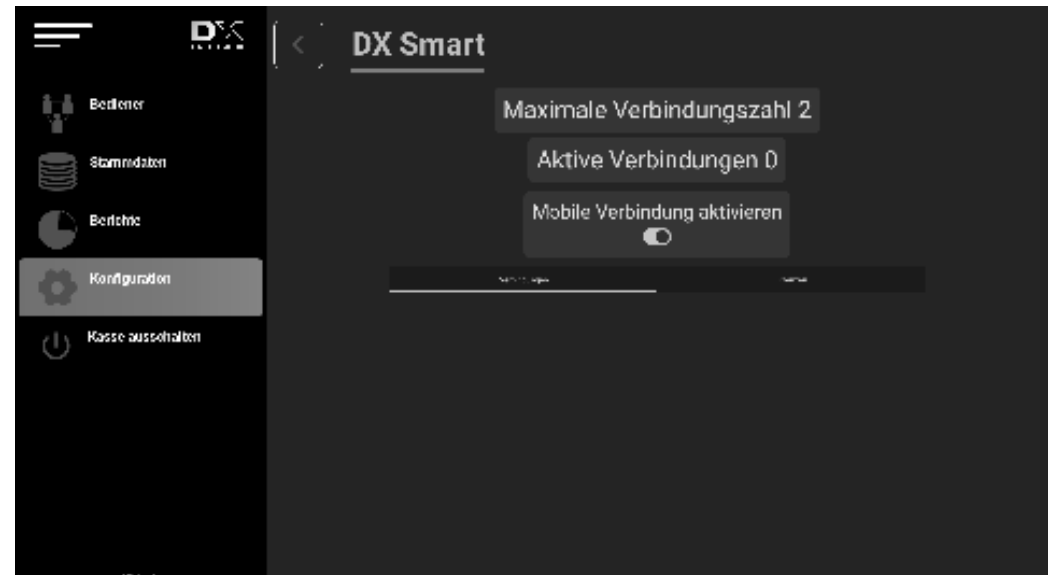 DX
DX Smart
Bediener
Stammdaten
Berichte
Konfiguration
Kasse ausschalten
Maximale Verbindungszahl 2
Aktive Verbindungen 0
Mobile Verbindung aktivieren